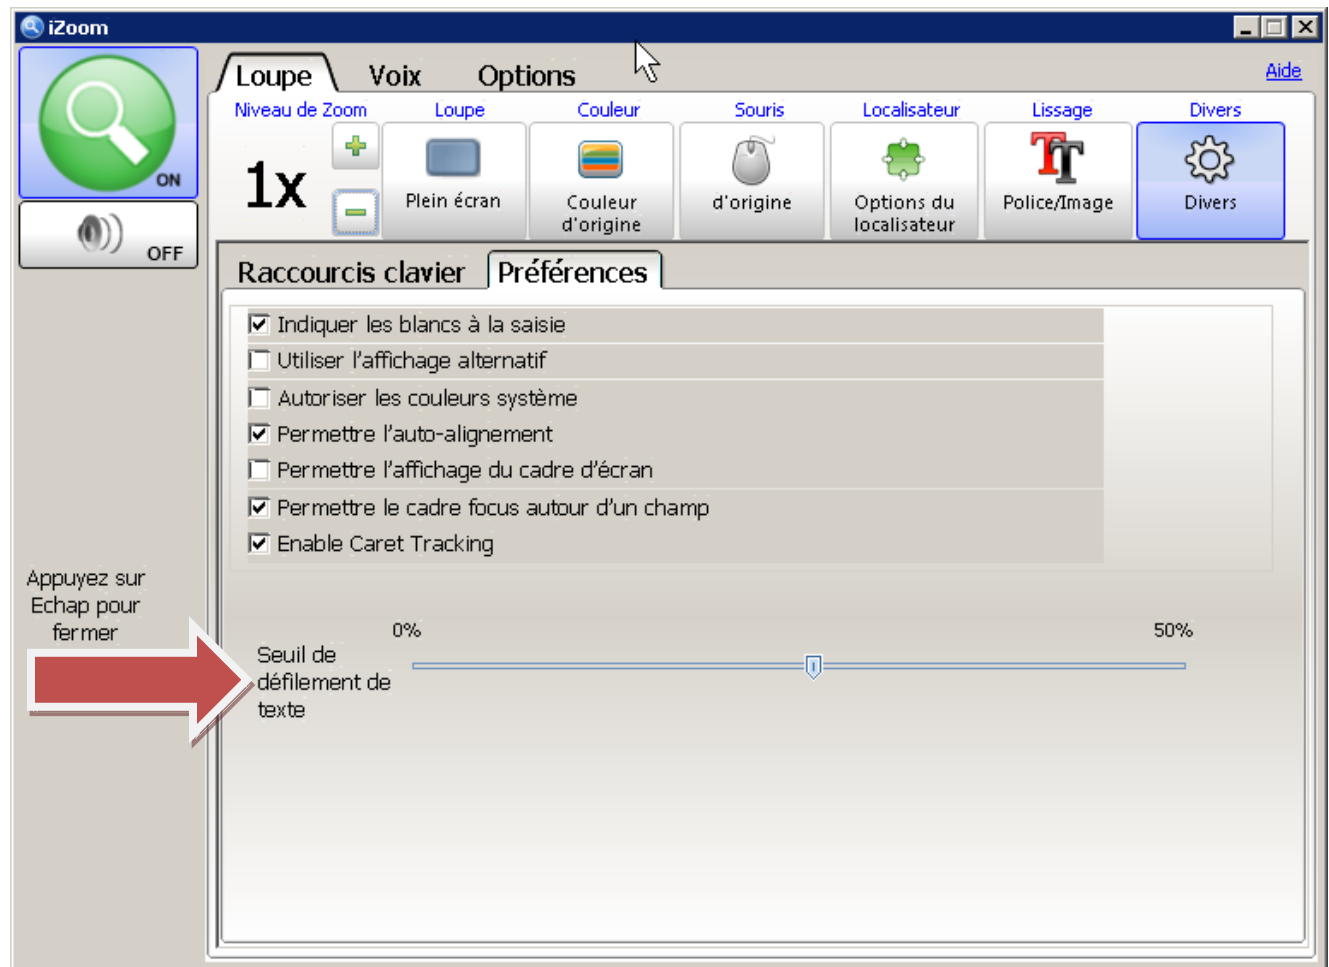 iZoom
Loupe Voix Options
Aide
Niveau de Zoom Loupe Couleur Souris Localisateur Lissage Divers
ON
1x
Plein écran
Couleur
d'origine
d'origine
Options du
localisateur
Police/Image
Divers
OFF
Raccourcis clavier Préférences
Indiquer les blancs à la saisie
Utiliser l'affichage alternatif
Autoriser les couleurs système
Permettre l'auto-alignement
Permettre l'affichage du cadre d'écran
Permettre le cadre focus autour d'un champ
Enable Caret Tracking
Appuyez sur
Echap pour
fermer
0% 50%
Seuil de
défilement de
texte